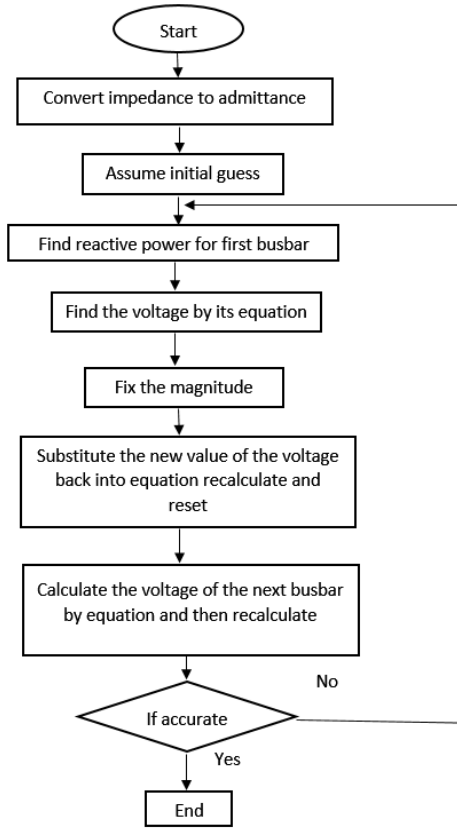 Start
Convert impedance to admittance
Assume initial guess
Find reactive power for first busbar
Find the voltage by its equation
Fix the magnitude
Substitute the new value of the voltage
back into equation recalculate and
reset
Calculate the voltage of the next busbar
by equation and then recalculate
No
If accurate
Yes
End